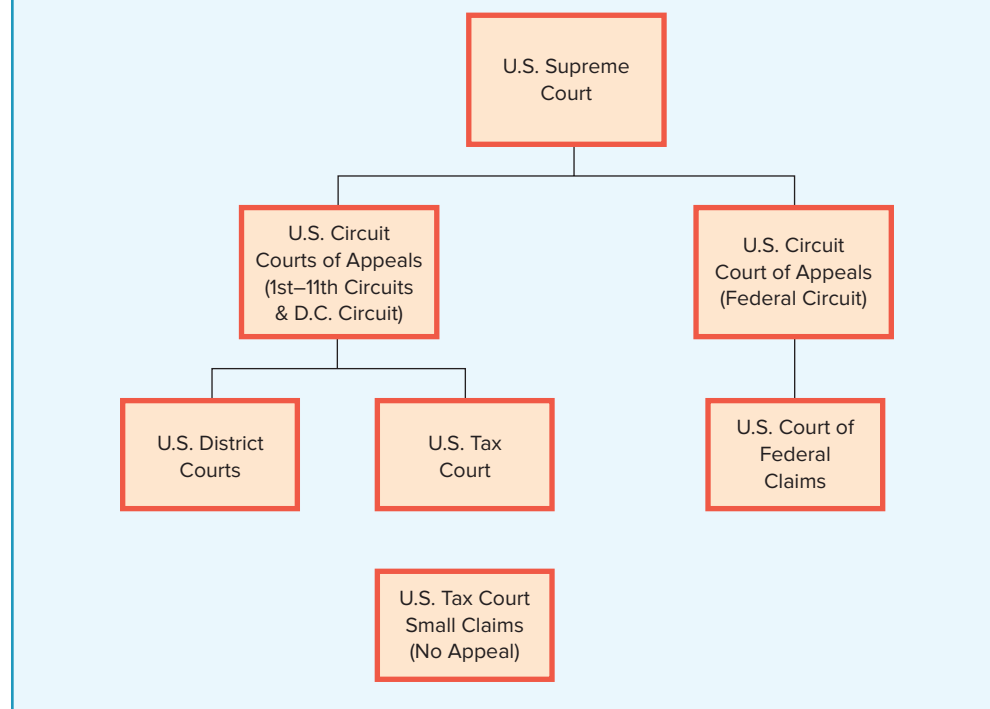 U.S. Supreme
Court
U.S. Circuit
Courts of Appeals
(1st–11th Circuits
& D.C. Circuit)
U.S. Circuit
Court of Appeals
(Federal Circuit)
U.S. District
Courts
U.S. Tax
Court
U.S. Court of
Federal
Claims
U.S. Tax Court
Small Claims
(No Appeal)